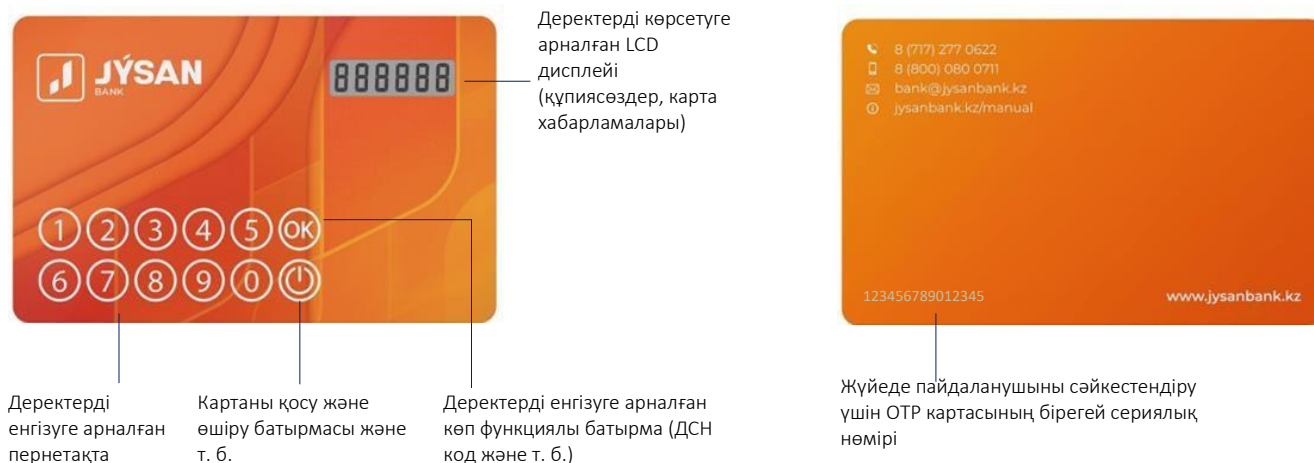 JÝSAN
BANK
888888
1 2 3 4 5 OK
6 7 8 9 0
Деректерді көрсетуге
арналған LCD
дисплейі
(құпиясөздер, карта
хабарламалары)
Деректерді
енгізуге арналған
пернетақта
Картаны қосу және
өшіру батырмасы және
т. б.
Деректерді енгізуге арналған
көп функциялы батырма (ДСН
код және т. б.)
8 (717) 277 0622
8 (800) 080 0711
bank@jysanbank.kz
jysanbank.kz/manual
123456789012345
www.jysanbank.kz
Жүйеде пайдаланушыны сәйкестендіру
үшін ОТР картасының бірегей сериялық
нөмірі